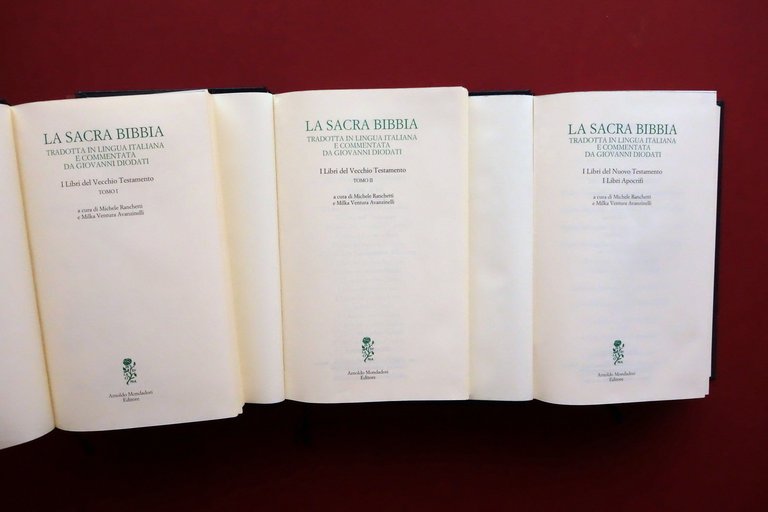 LA SACRA BIBBIA
TRADOTTA IN LINGUA ITALIANA
E COMMENTATA
DA GIOVANNI DIODATI
I Libri del Vecchio Testamento
TOMO I
a cura di Michele Ranchetti
e Milka Ventura Avanzinelli
Arnoldo Mondadori
Editore
LA SACRA BIBBIA
TRADOTTA IN LINGUA ITALIANA
E COMMENTATA
DA GIOVANNI DIODATI
I Libri del Vecchio Testamento
TOMO II
a cura di Michele Ranchetti
e Milka Ventura Avanzinelli
Arnoldo Mondadori
Editore
LA SACRA BIBBIA
TRADOTTA IN LINGUA ITALIANA
E COMMENTATA
DA GIOVANNI DIODATI
I Libri del Nuovo Testamento
I Libri Apocrifi
a cura di Michele Ranchetti
e Milka Ventura Avanzinelli
Arnoldo Mondadori
Editore